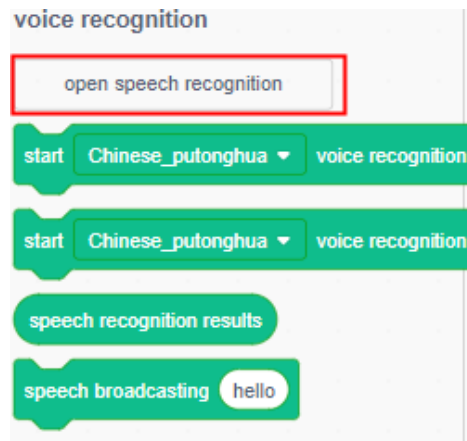 voice recognition
open speech recognition
start Chinese_putonghua voice recognition
start Chinese_putonghua voice recognition
speech recognition results
speech broadcasting hello